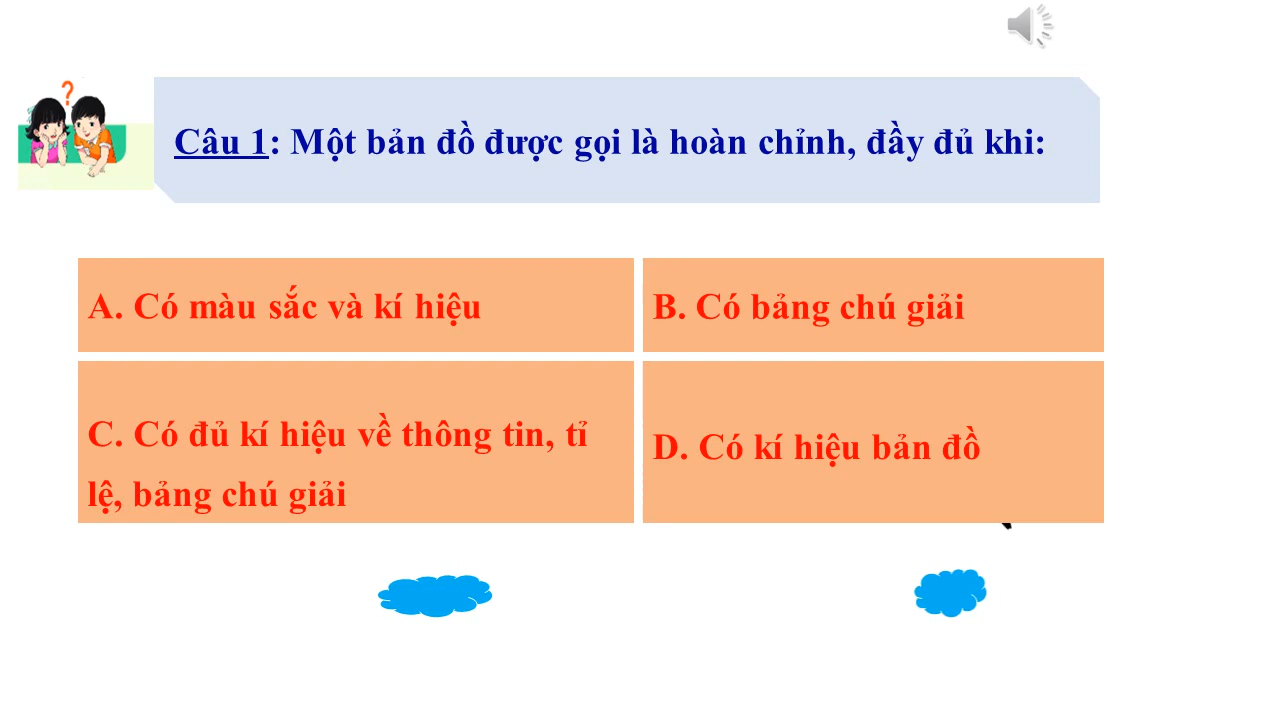 ?
Câu 1: Một bản đồ được gọi là hoàn chỉnh, đầy đủ khi:
A. Có màu sắc và kí hiệu
B. Có bảng chú giải
C. Có đủ kí hiệu về thông tin, tỉ
lệ, bảng chú giải
D. Có kí hiệu bản đồ